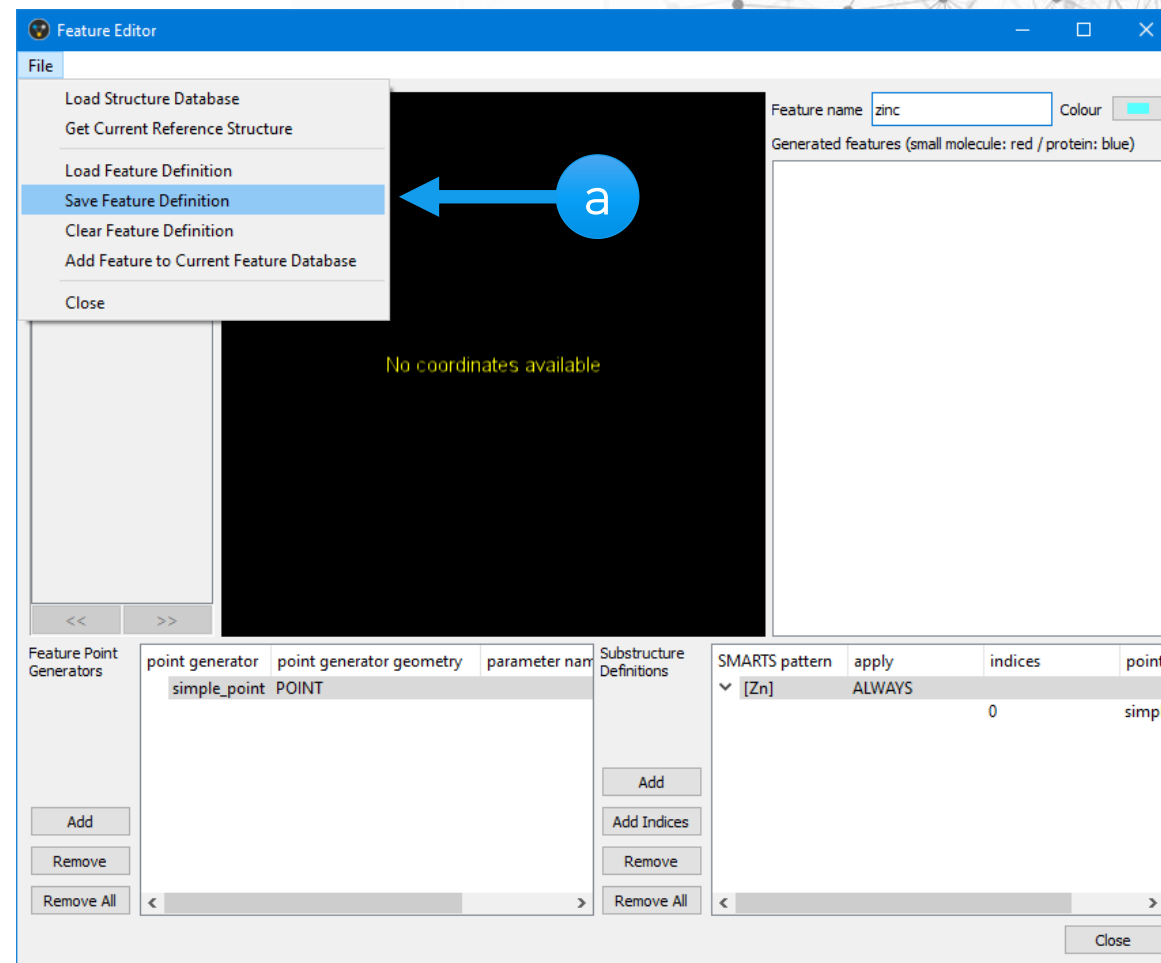 Feature Editor
File
Load Structure Database
Get Current Reference Structure
Load Feature Definition
Save Feature Definition
Clear Feature Definition
Add Feature to Current Feature Database
Close
a
Feature name zinc Colour
Generated features (small molecule: red / protein: blue)
No coordinates available
<< >>
Feature Point
Generators
point generator point generator geometry parameter nam
simple_point POINT
Add
Remove
Remove All
< >
Substructure
Definitions
SMARTS pattern apply indices point
[Zn] ALWAYS
0 simp
Add
Add Indices
Remove
Remove All
< >
Close